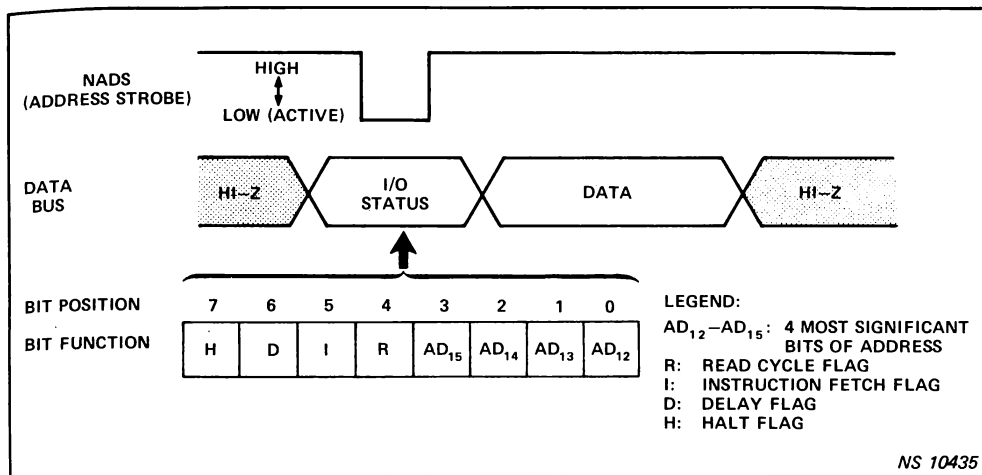 NADS
(ADDRESS STROBE)
HIGH
LOW (ACTIVE)
DATA
BUS
HI-Z
I/O
STATUS
DATA
HI-Z
BIT POSITION 7 6 5 4 3 2 1 0
BIT FUNCTION H D I R AD15 AD14 AD13 AD12
LEGEND:
AD12-AD15: 4 MOST SIGNIFICANT
BITS OF ADDRESS
R: READ CYCLE FLAG
I: INSTRUCTION FETCH FLAG
D: DELAY FLAG
H: HALT FLAG
NS 10435